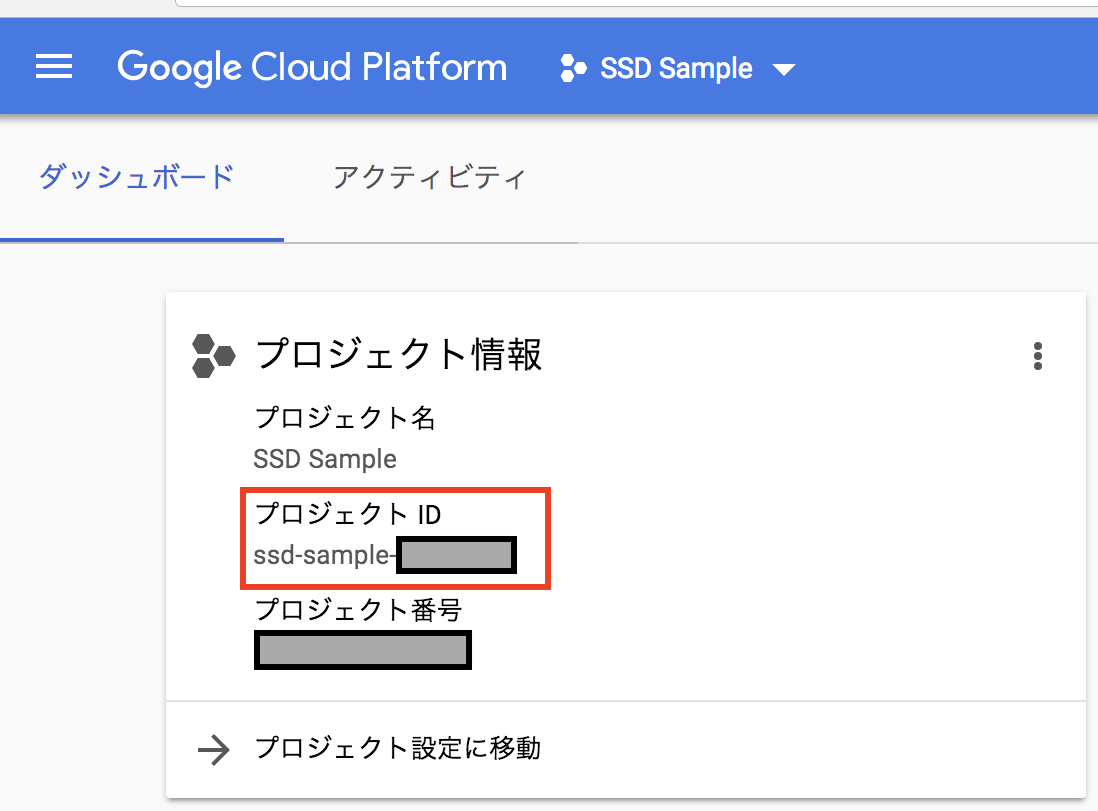 Google Cloud Platform SSD Sample
ダッシュボード アクティビティ
プロジェクト情報
プロジェクト名
SSD Sample
プロジェクト ID
ssd-sample-
プロジェクト番号
プロジェクト設定に移動